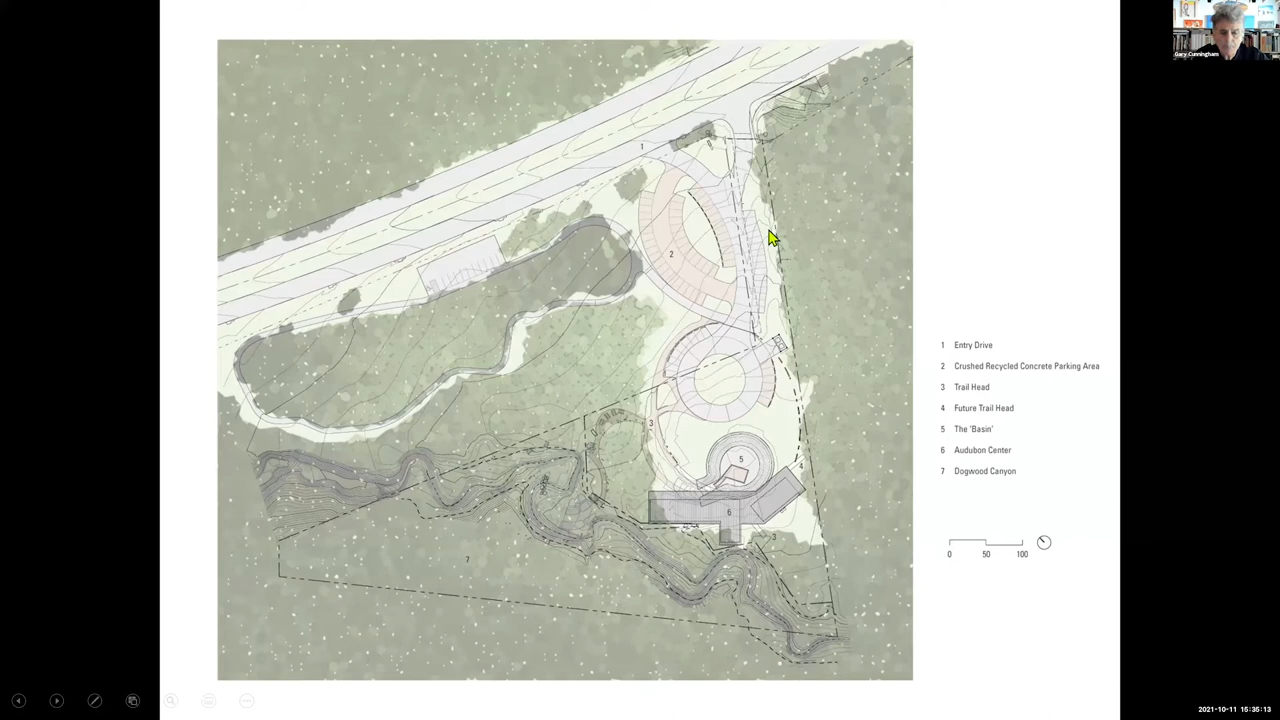 Gary Cunningham
1
2
3
4
5
6
3
7
1 Entry Drive
2 Crushed Recycled Concrete Parking Area
3 Trail Head
4 Future Trail Head
5 The 'Basin'
6 Audubon Center
7 Dogwood Canyon
0 50 100
2021-10-11 15:35:13